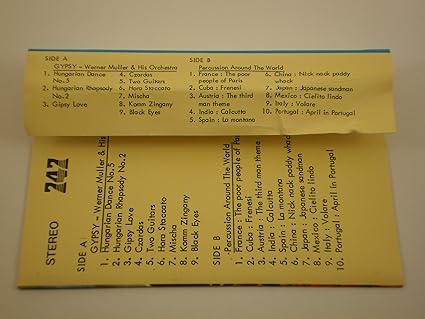 SIDE A
GYPSY - Werner Muller & His Orchestra
1. Hungarian Dance No.5
2. Hungarian Rhapsody No.2
3. Gipsy Love
4. Czardas
5. Two Guitars
6. Hora Staccato
7. Mischa
8. Komm Zingany
9. Black Eyes
SIDE B
Percussion Around The World
1. France : The poor people of Paris
2. Cuba : Frenesi
3. Austria : The third man theme
4. India : Calcutta
5. Spain : La montana
6. China : Nick nack paddy whack
7. Japan : Japanese sandman
8. Mexico : Cielito lindo
9. Italy : Volare
10. Portugal : April in Portugal
STEREO 747
SIDE A
GYPSY - Werner Muller & His
1. Hungarian Dance No.5
2. Hungarian Rhapsody No.2
3. Gipsy Love
4. Czardas
5. Two Guitars
6. Hora Staccato
7. Mischa
8. Komm Zingany
9. Black Eyes
SIDE B
Percussion Around The World
1. France : The poor people of
2. Cuba : Frenesi
3. Austria : The third man theme
4. India : Calcutta
5. Spain : La montana
6. China : Nick nack paddy whack
7. Japan : Japanese sandman
8. Mexico : Cielito lindo
9. Italy : Volare
10. Portugal : April in Portugal